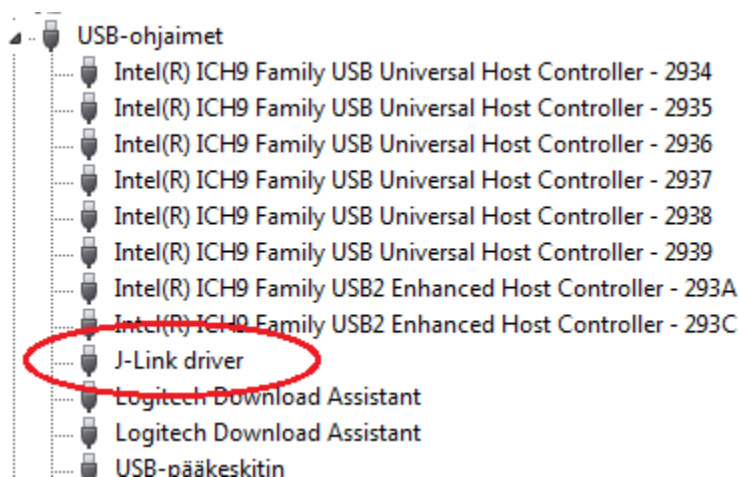 USB-ohjaimet
Intel(R) ICH9 Family USB Universal Host Controller - 2934
Intel(R) ICH9 Family USB Universal Host Controller - 2935
Intel(R) ICH9 Family USB Universal Host Controller - 2936
Intel(R) ICH9 Family USB Universal Host Controller - 2937
Intel(R) ICH9 Family USB Universal Host Controller - 2938
Intel(R) ICH9 Family USB Universal Host Controller - 2939
Intel(R) ICH9 Family USB2 Enhanced Host Controller - 293A
Intel(R) ICH9 Family USB2 Enhanced Host Controller - 293C
J-Link driver
Logitech Download Assistant
Logitech Download Assistant
USB-pääkeskitin